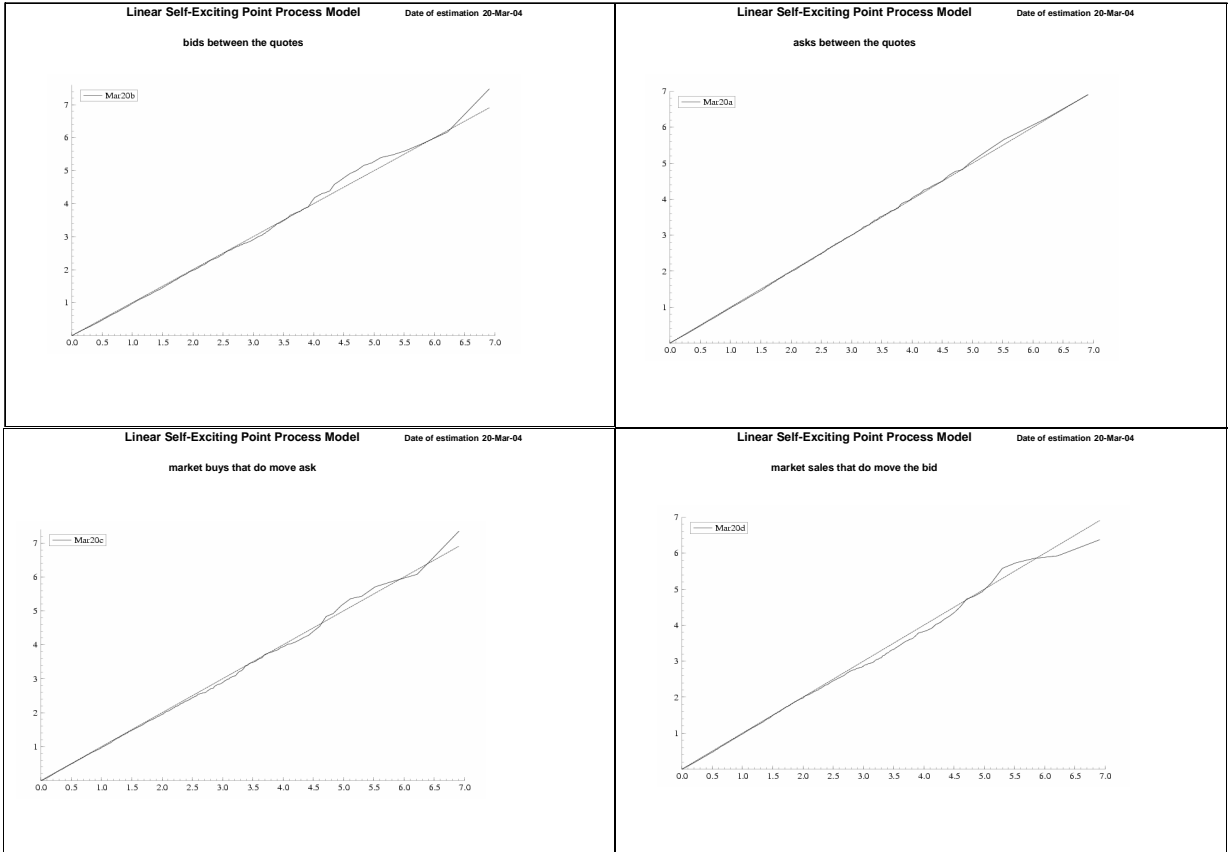 Linear Self-Exciting Point Process Model Date of estimation 20-Mar-04
bids between the quotes
Mar20b
7
6
5
4
3
2
1
0.0 0.5 1.0 1.5 2.0 2.5 3.0 3.5 4.0 4.5 5.0 5.5 6.0 6.5 7.0
Linear Self-Exciting Point Process Model Date of estimation 20-Mar-04
asks between the quotes
7
Mar20a
6
5
4
3
2
1
0.0 0.5 1.0 1.5 2.0 2.5 3.0 3.5 4.0 4.5 5.0 5.5 6.0 6.5 7.0
Linear Self-Exciting Point Process Model Date of estimation 20-Mar-04
market buys that do move ask
Mar20c
7
6
5
4
3
2
1
0.0 0.5 1.0 1.5 2.0 2.5 3.0 3.5 4.0 4.5 5.0 5.5 6.0 6.5 7.0
Linear Self-Exciting Point Process Model Date of estimation 20-Mar-04
market sales that do move the bid
7
Mar20d
6
5
4
3
2
1
0.0 0.5 1.0 1.5 2.0 2.5 3.0 3.5 4.0 4.5 5.0 5.5 6.0 6.5 7.0